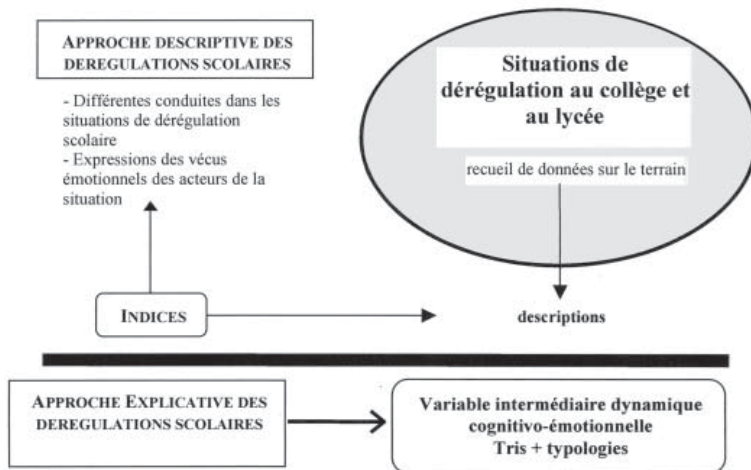 APPROCHE DESCRIPTIVE DES
DEREGULATIONS SCOLAIRES
- Différentes conduites dans les
situations de dérégulation
scolaire
- Expressions des vécus
émotionnels des acteurs de la
situation
Situations de
dérégulation au collège et
au lycée
recueil de données sur le terrain
INDICES
descriptions
APPROCHE EXPLICATIVE DES
DEREGULATIONS SCOLAIRES
Variable intermédiaire dynamique
cognitivo-émotionnelle
Tris + typologies